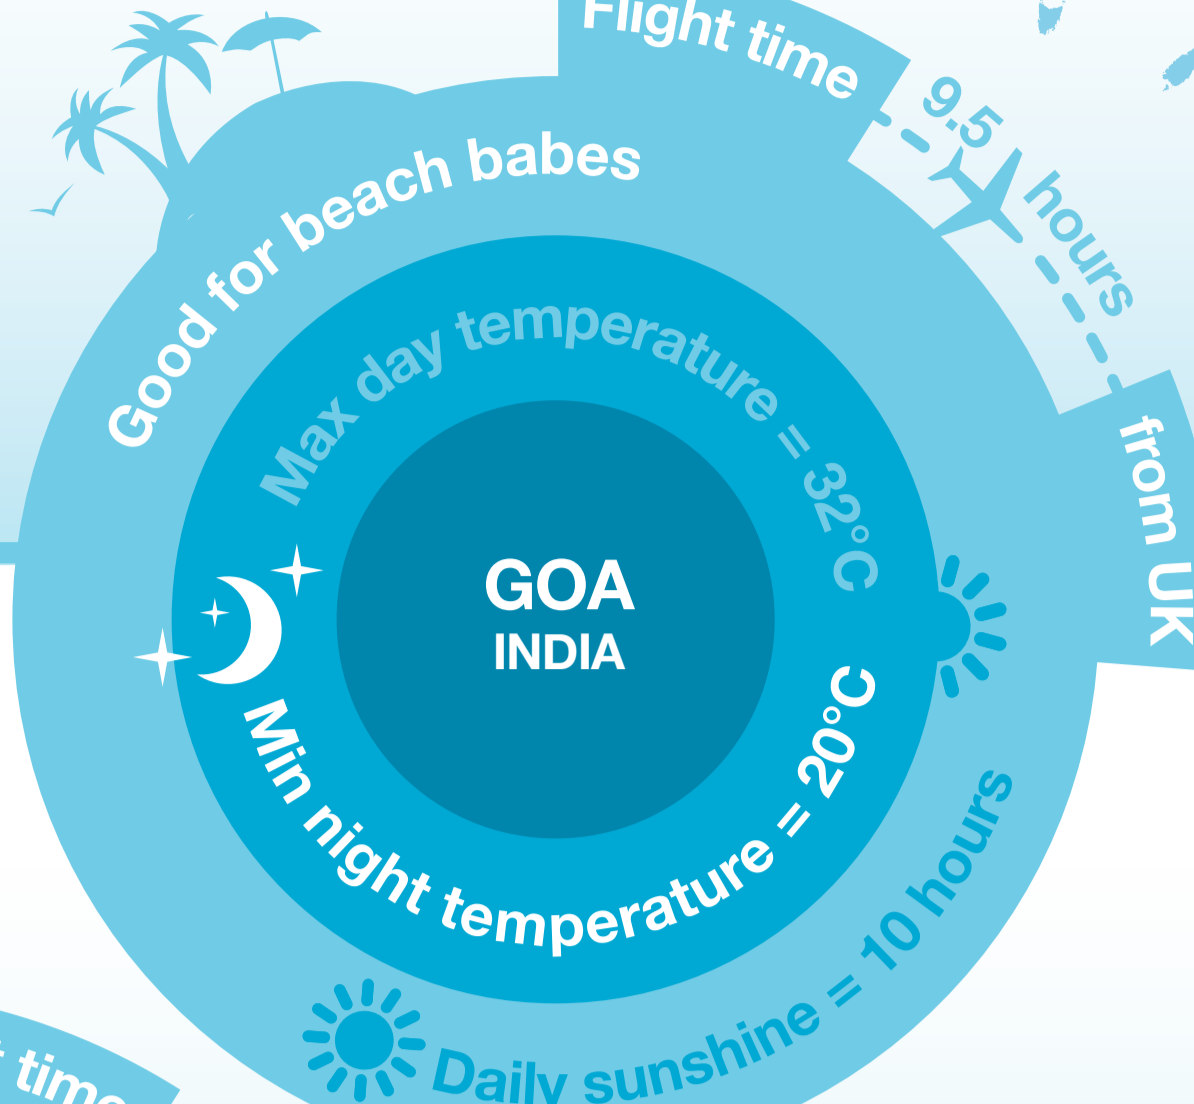 Flight time
9.5 hours
from UK
Good for beach babes
Max day temperature = 32°C
GOA
INDIA
Min night temperature = 20°C
Daily sunshine = 10 hours
time